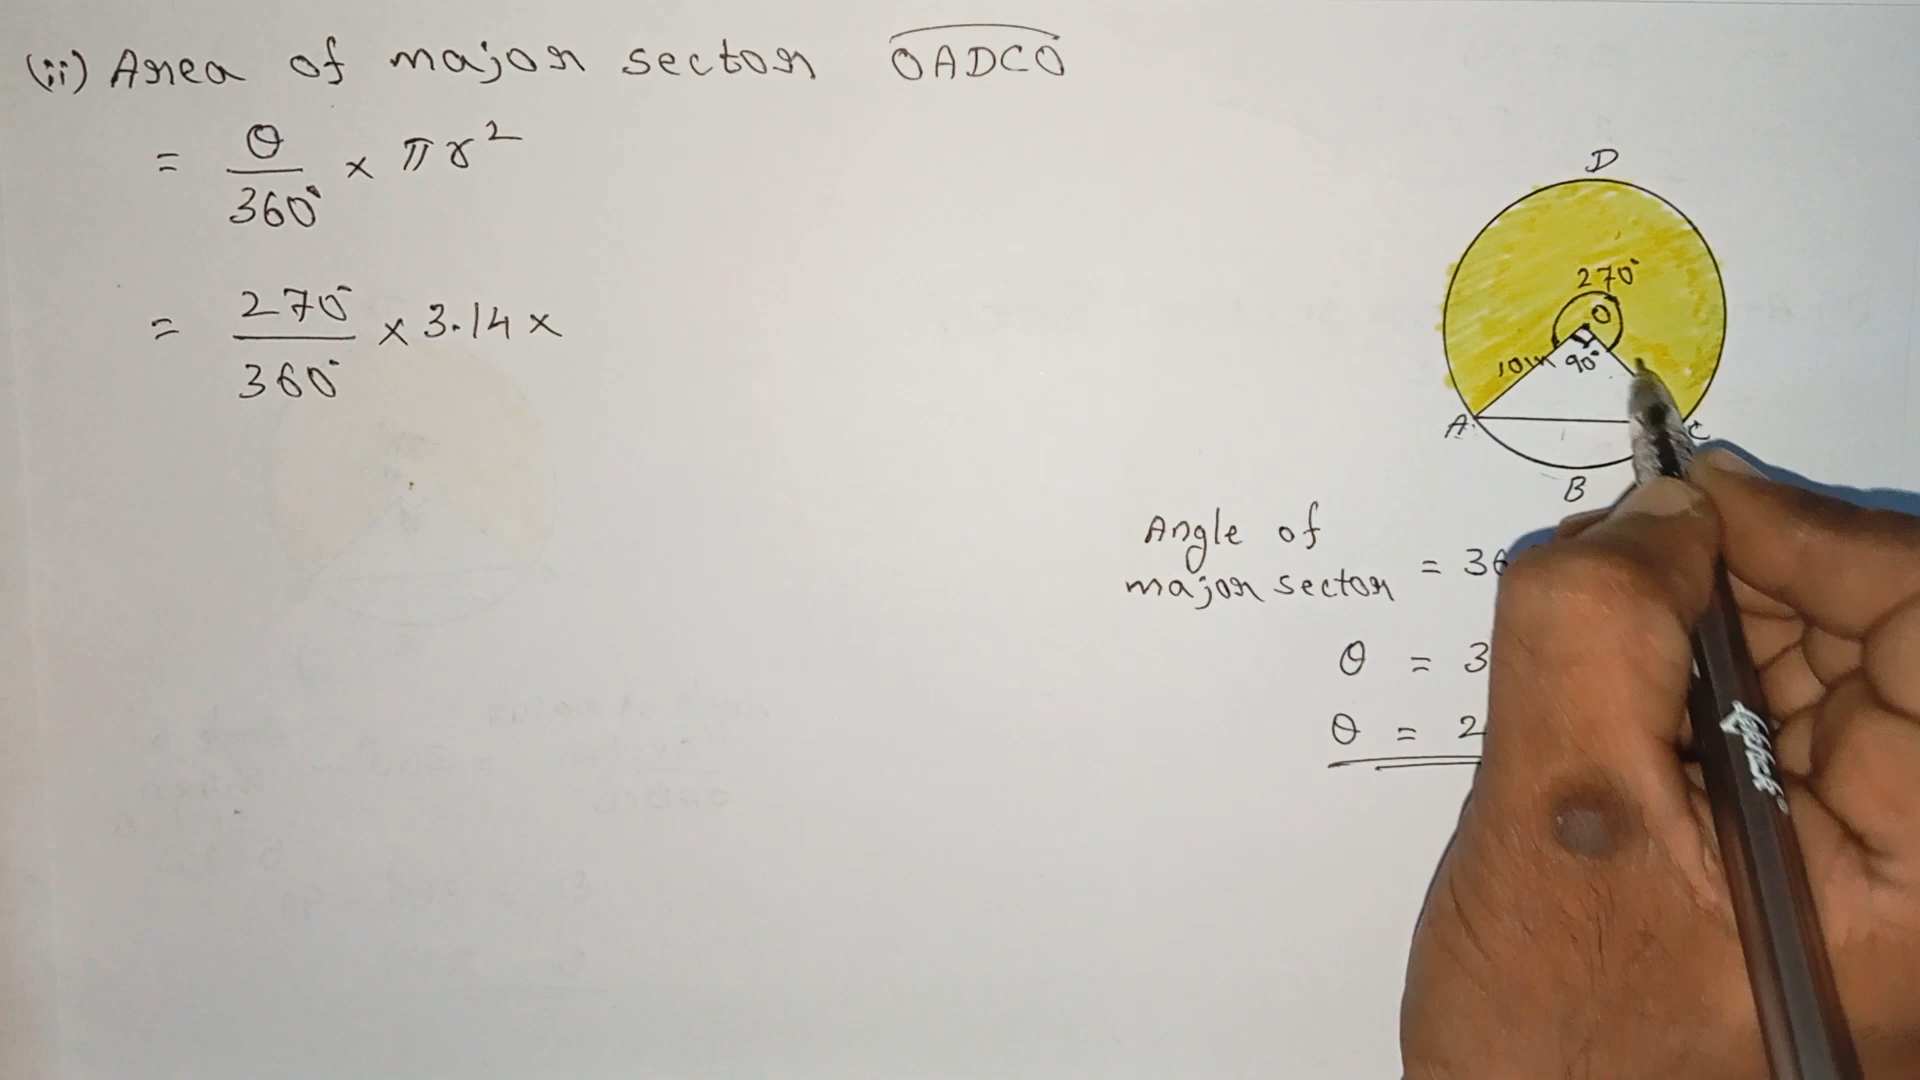 (ii) Area of major sector OADCO
= θ/360° × πr²
= 270°/360° × 3.14 ×
D
270°
O
10cm 90°
A C
B
Angle of
major sector = 36
θ = 3
θ = 2